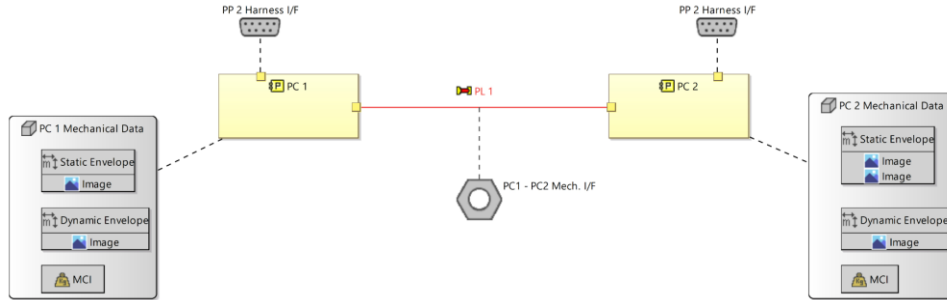 PP 2 Harness I/F
PP 2 Harness I/F
P PC 1
PL 1
P PC 2
PC 1 Mechanical Data
m Static Envelope
Image
m Dynamic Envelope
Image
MCI
PC1 - PC2 Mech. I/F
PC 2 Mechanical Data
m Static Envelope
Image
Image
m Dynamic Envelope
Image
MCI